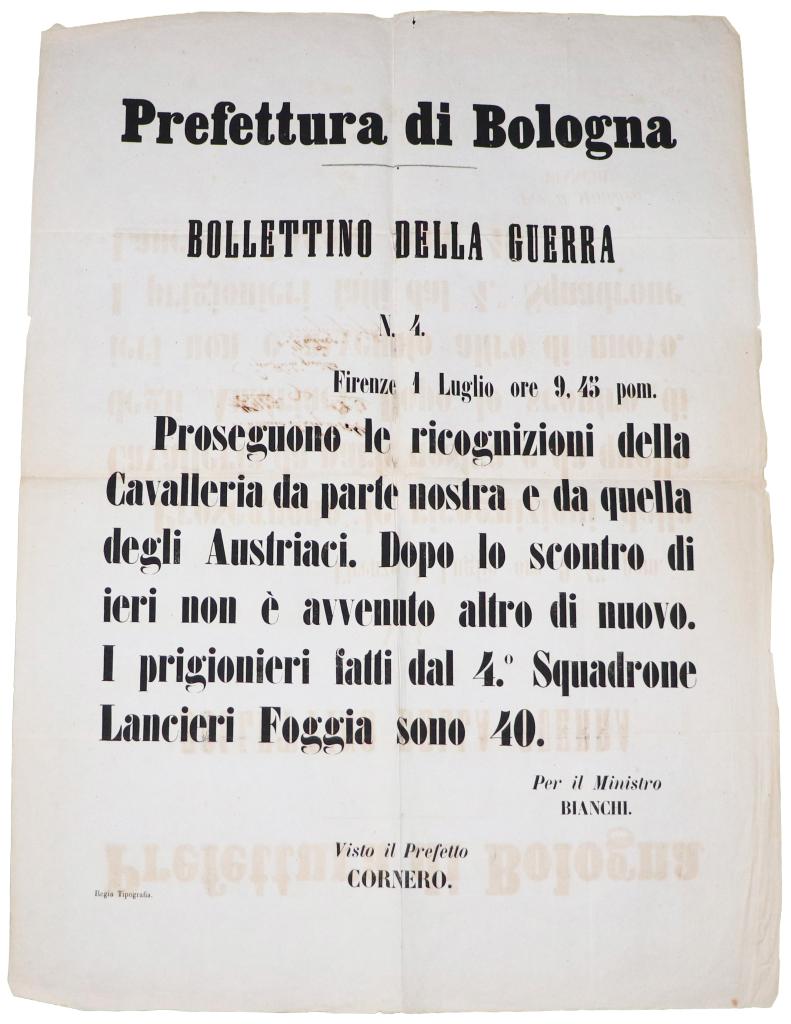 Prefettura di Bologna
BOLLETTINO DELLA GUERRA
N. 4.
Firenze 1 Luglio ore 9, 45 pom.
Proseguono le ricognizioni della
Cavalleria da parte nostra e da quella
degli Austriaci. Dopo lo scontro di
ieri non è avvenuto altro di nuovo.
I prigionieri fatti dal 4.° Squadrone
Lancieri Foggia sono 40.
Per il Ministro
BIANCHI.
Visto il Prefetto
CORNERO.
Regia Tipografia.